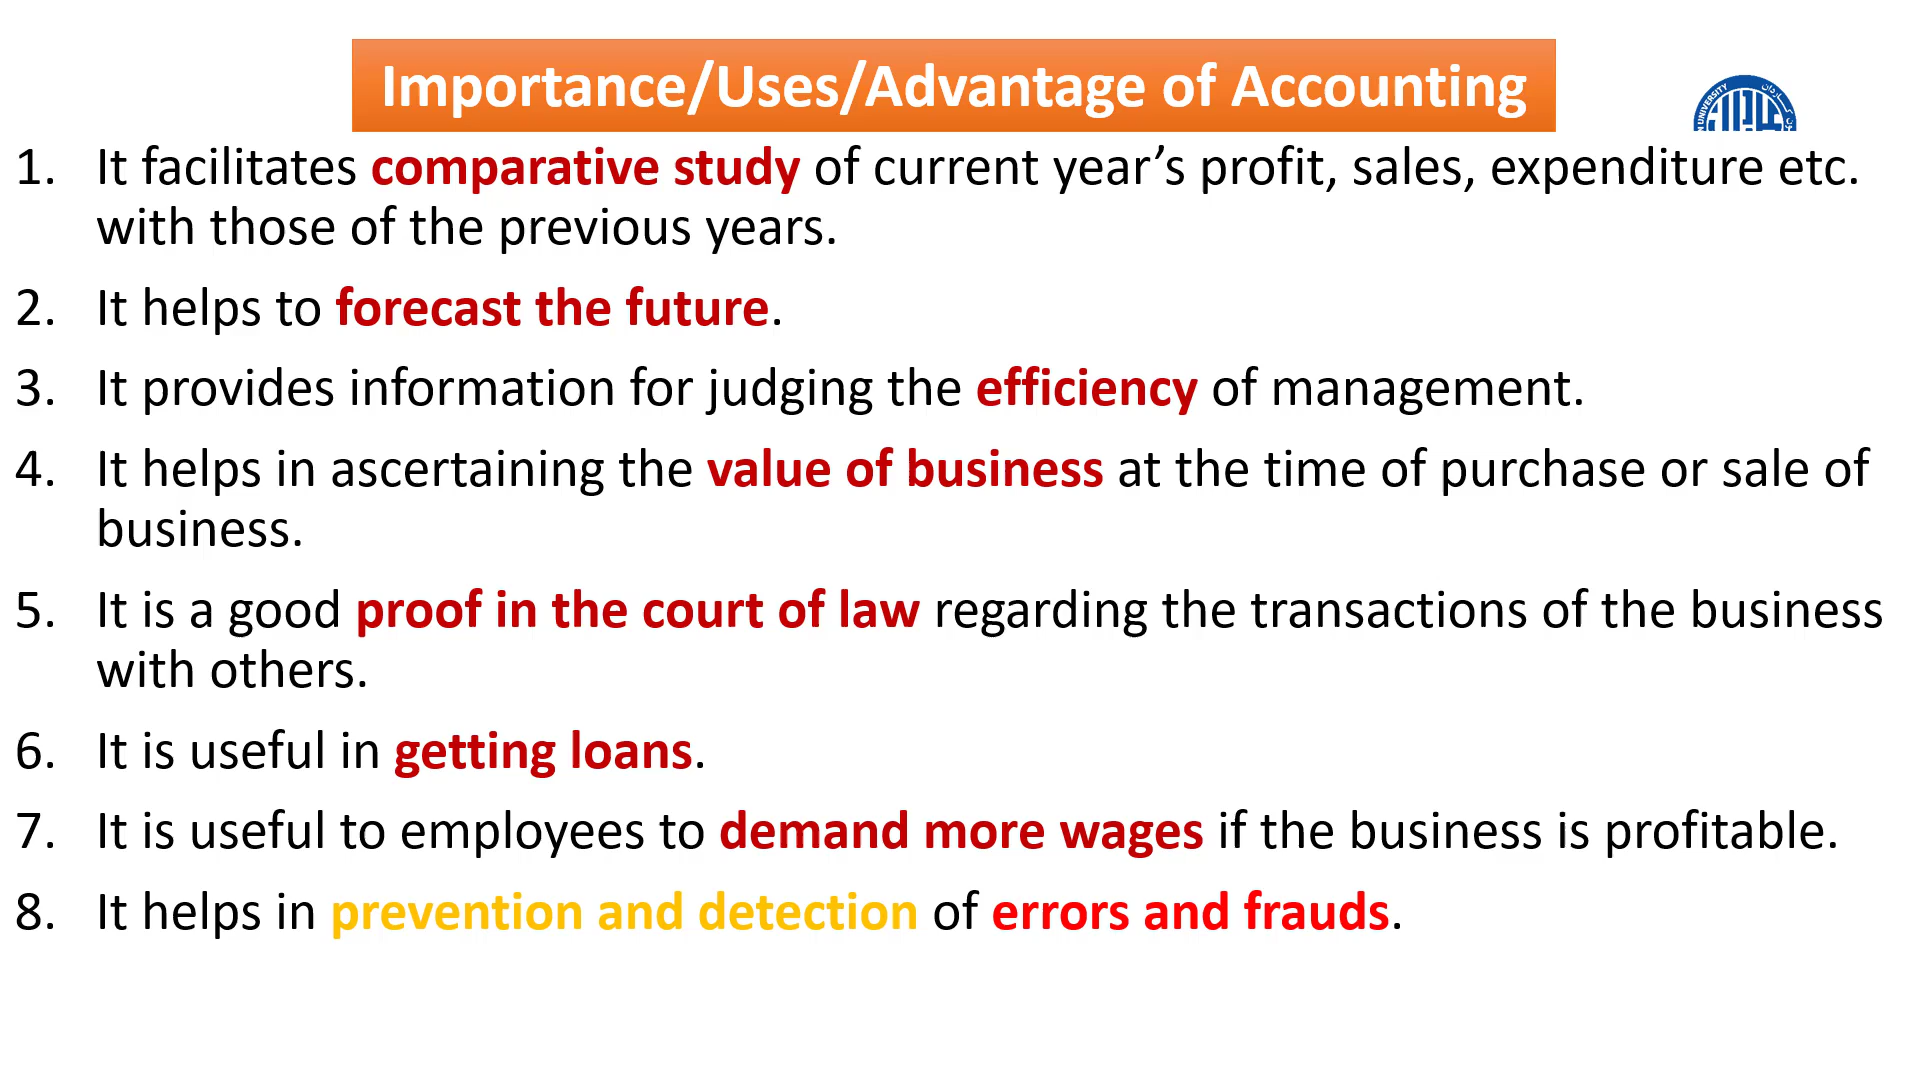 Importance/Uses/Advantage of Accounting
UNIVERSITY
1. It facilitates comparative study of current year’s profit, sales, expenditure etc.
with those of the previous years.
2. It helps to forecast the future.
3. It provides information for judging the efficiency of management.
4. It helps in ascertaining the value of business at the time of purchase or sale of
business.
5. It is a good proof in the court of law regarding the transactions of the business
with others.
6. It is useful in getting loans.
7. It is useful to employees to demand more wages if the business is profitable.
8. It helps in prevention and detection of errors and frauds.